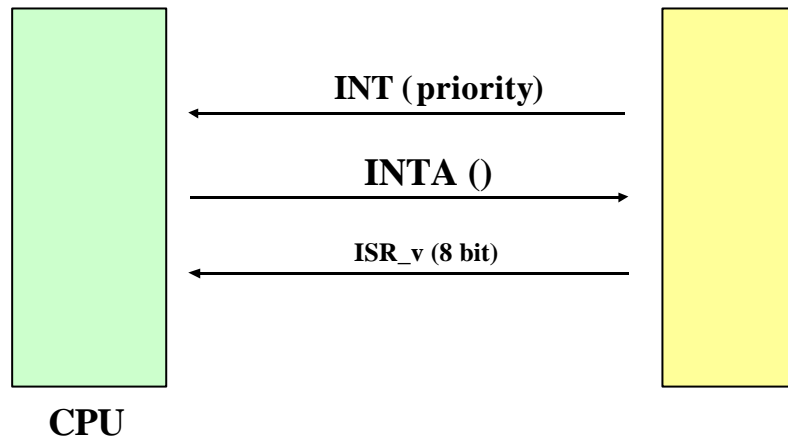 INT (priority)
INTA ()
ISR_v (8 bit)
CPU